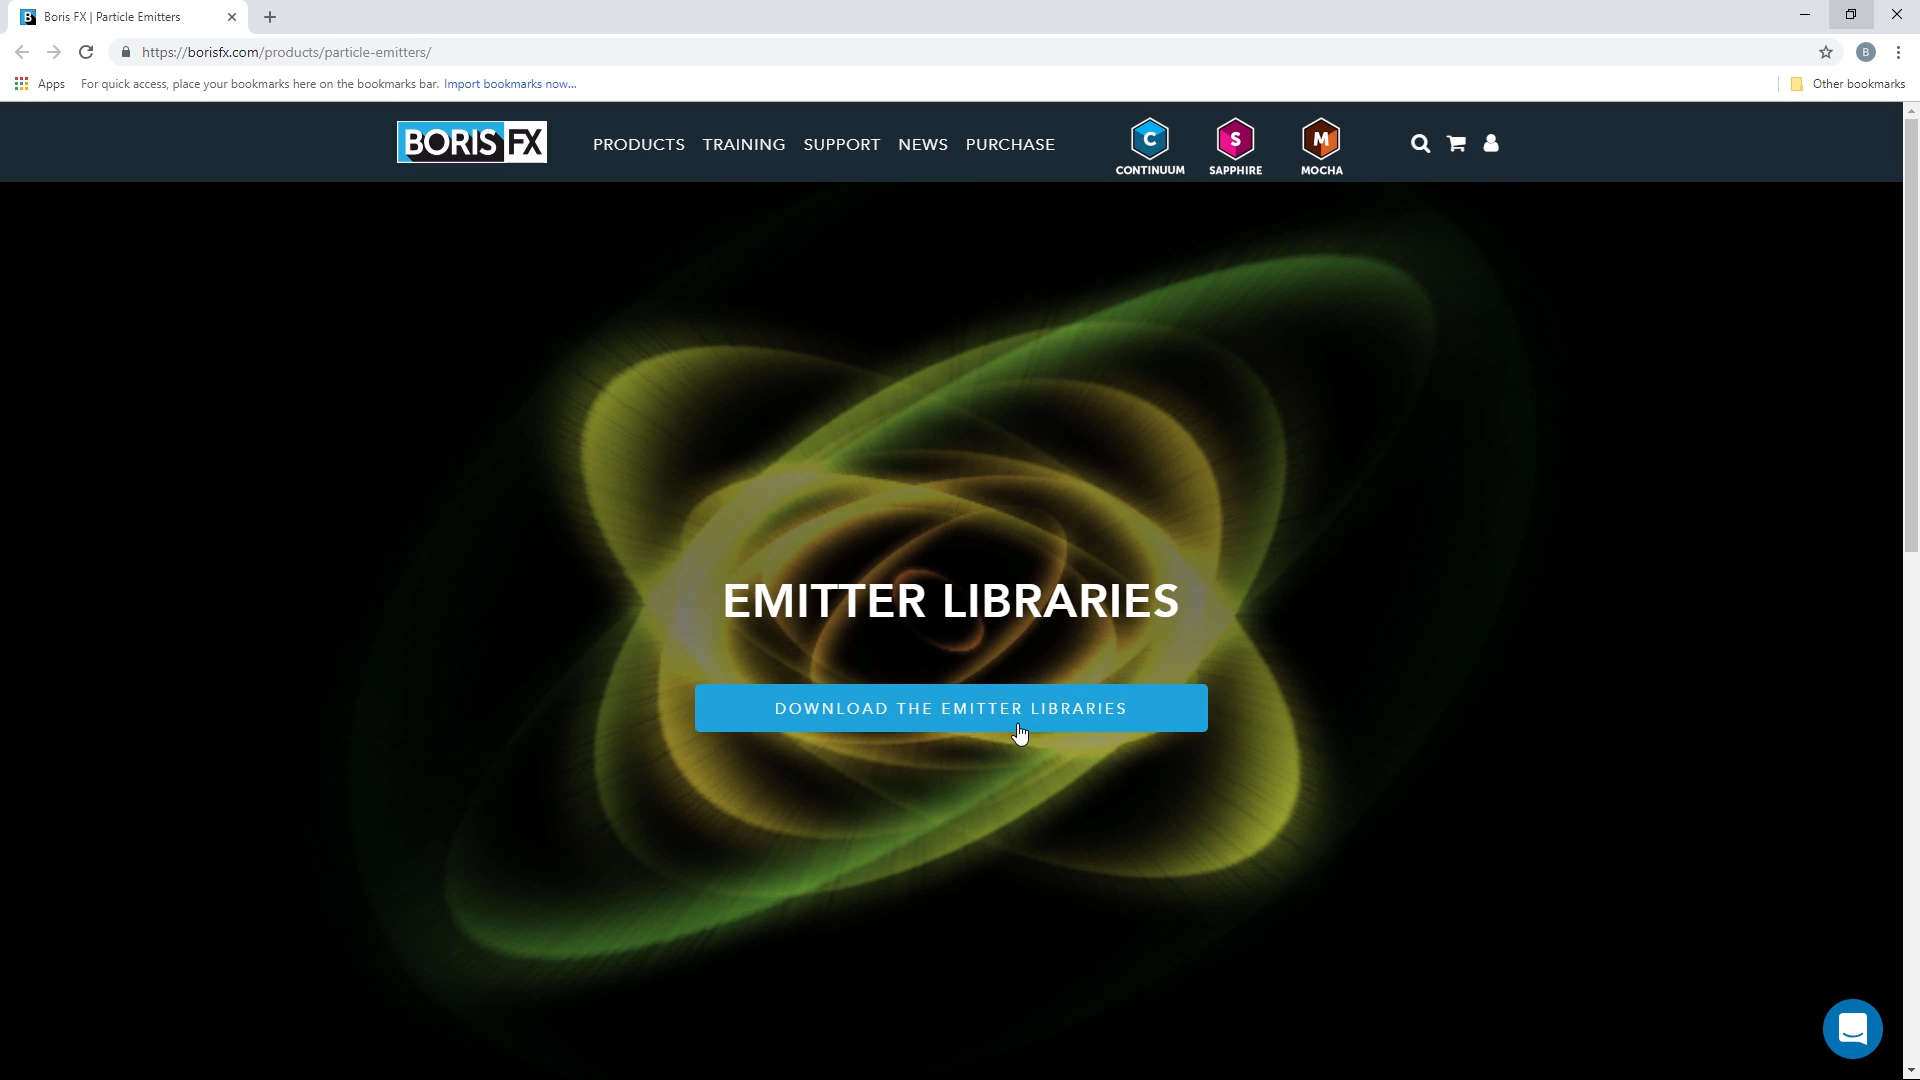 B Boris FX | Particle Emitters
https://borisfx.com/products/particle-emitters/
B
Apps For quick access, place your bookmarks here on the bookmarks bar. Import bookmarks now... Other bookmarks
BORIS FX PRODUCTS TRAINING SUPPORT NEWS PURCHASE
C S M
CONTINUUM SAPPHIRE MOCHA
EMITTER LIBRARIES
DOWNLOAD THE EMITTER LIBRARIES